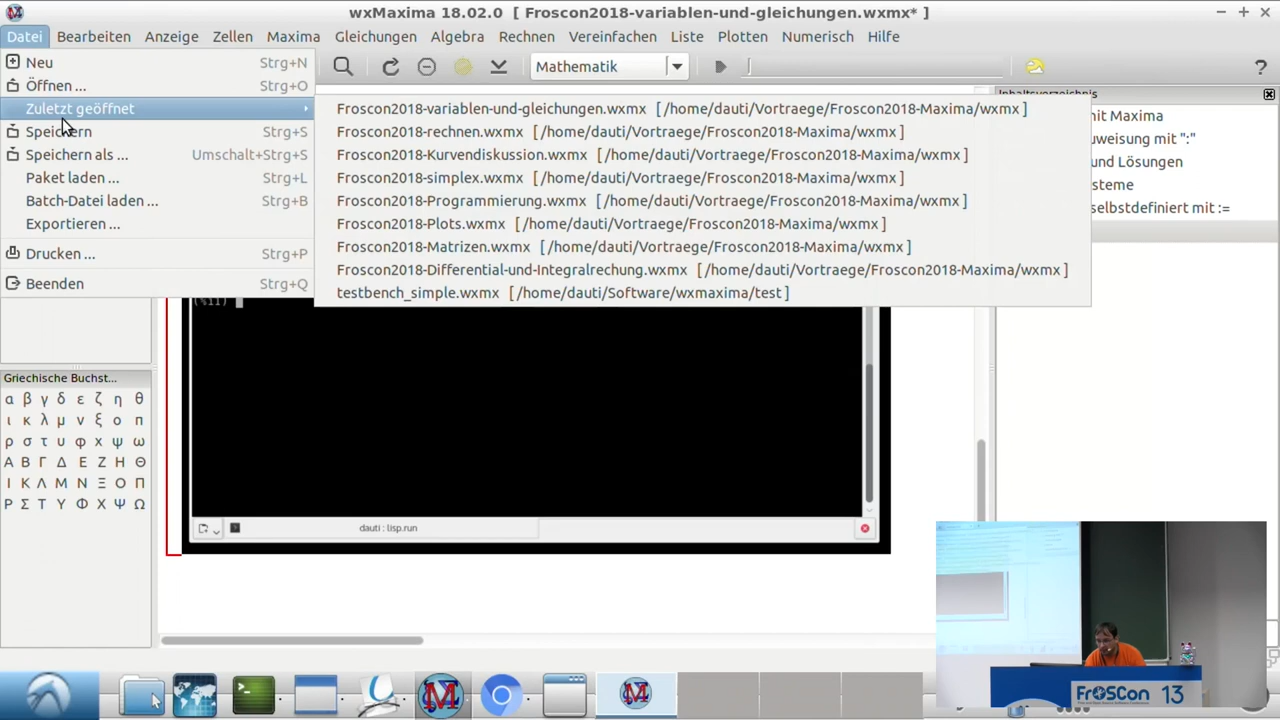 wxMaxima 18.02.0 [ Froscon2018-variablen-und-gleichungen.wxmx* ]
Datei Bearbeiten Anzeige Zellen Maxima Gleichungen Algebra Rechnen Vereinfachen Liste Plotten Numerisch Hilfe
Neu Strg+N
Mathematik
?
Öffnen ... Strg+O
Zuletzt geöffnet
Speichern Strg+S
Speichern als ... Umschalt+Strg+S
Paket laden ... Strg+L
Batch-Datei laden ... Strg+B
Exportieren ...
Drucken ... Strg+P
Beenden Strg+Q
Froscon2018-variablen-und-gleichungen.wxmx [ /home/dauti/Vortraege/Froscon2018-Maxima/wxmx ]
Froscon2018-rechnen.wxmx [ /home/dauti/Vortraege/Froscon2018-Maxima/wxmx ]
Froscon2018-Kurvendiskussion.wxmx [ /home/dauti/Vortraege/Froscon2018-Maxima/wxmx ]
Froscon2018-simplex.wxmx [ /home/dauti/Vortraege/Froscon2018-Maxima/wxmx ]
Froscon2018-Programmierung.wxmx [ /home/dauti/Vortraege/Froscon2018-Maxima/wxmx ]
Froscon2018-Plots.wxmx [ /home/dauti/Vortraege/Froscon2018-Maxima/wxmx ]
Froscon2018-Matrizen.wxmx [ /home/dauti/Vortraege/Froscon2018-Maxima/wxmx ]
Froscon2018-Differential-und-Integralrechung.wxmx [ /home/dauti/Vortraege/Froscon2018-Maxima/wxmx ]
testbench_simple.wxmx [ /home/dauti/Software/wxmaxima/test ]
Inhaltsverzeichnis
mit Maxima
uweisung mit ":"
und Lösungen
steme
selbstdefiniert mit :=
Griechische Buchst...
α β γ δ ε ζ η θ
ι κ λ μ ν ξ ο π
ρ σ τ υ φ χ ψ ω
Α Β Γ Δ Ε Ζ Η Θ
Ι Κ Λ Μ Ν Ξ Ο Π
Ρ Σ Τ Υ Φ Χ Ψ Ω
dauti : lisp.run
FrOSCon 13